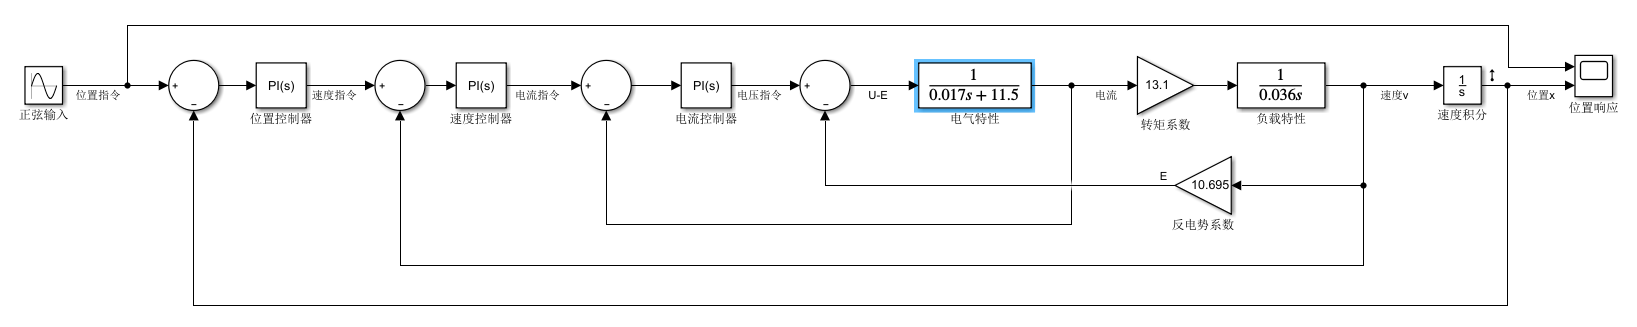 正弦输入
位置指令
+
−
PI(s)
位置控制器
速度指令
+
−
PI(s)
速度控制器
电流指令
+
−
PI(s)
电流控制器
电压指令
+
−
U-E
1
0.017s + 11.5
电气特性
电流
13.1
转矩系数
1
0.036s
负载特性
速度v
1
s
速度积分
位置x
位置响应
E
10.695
反电势系数